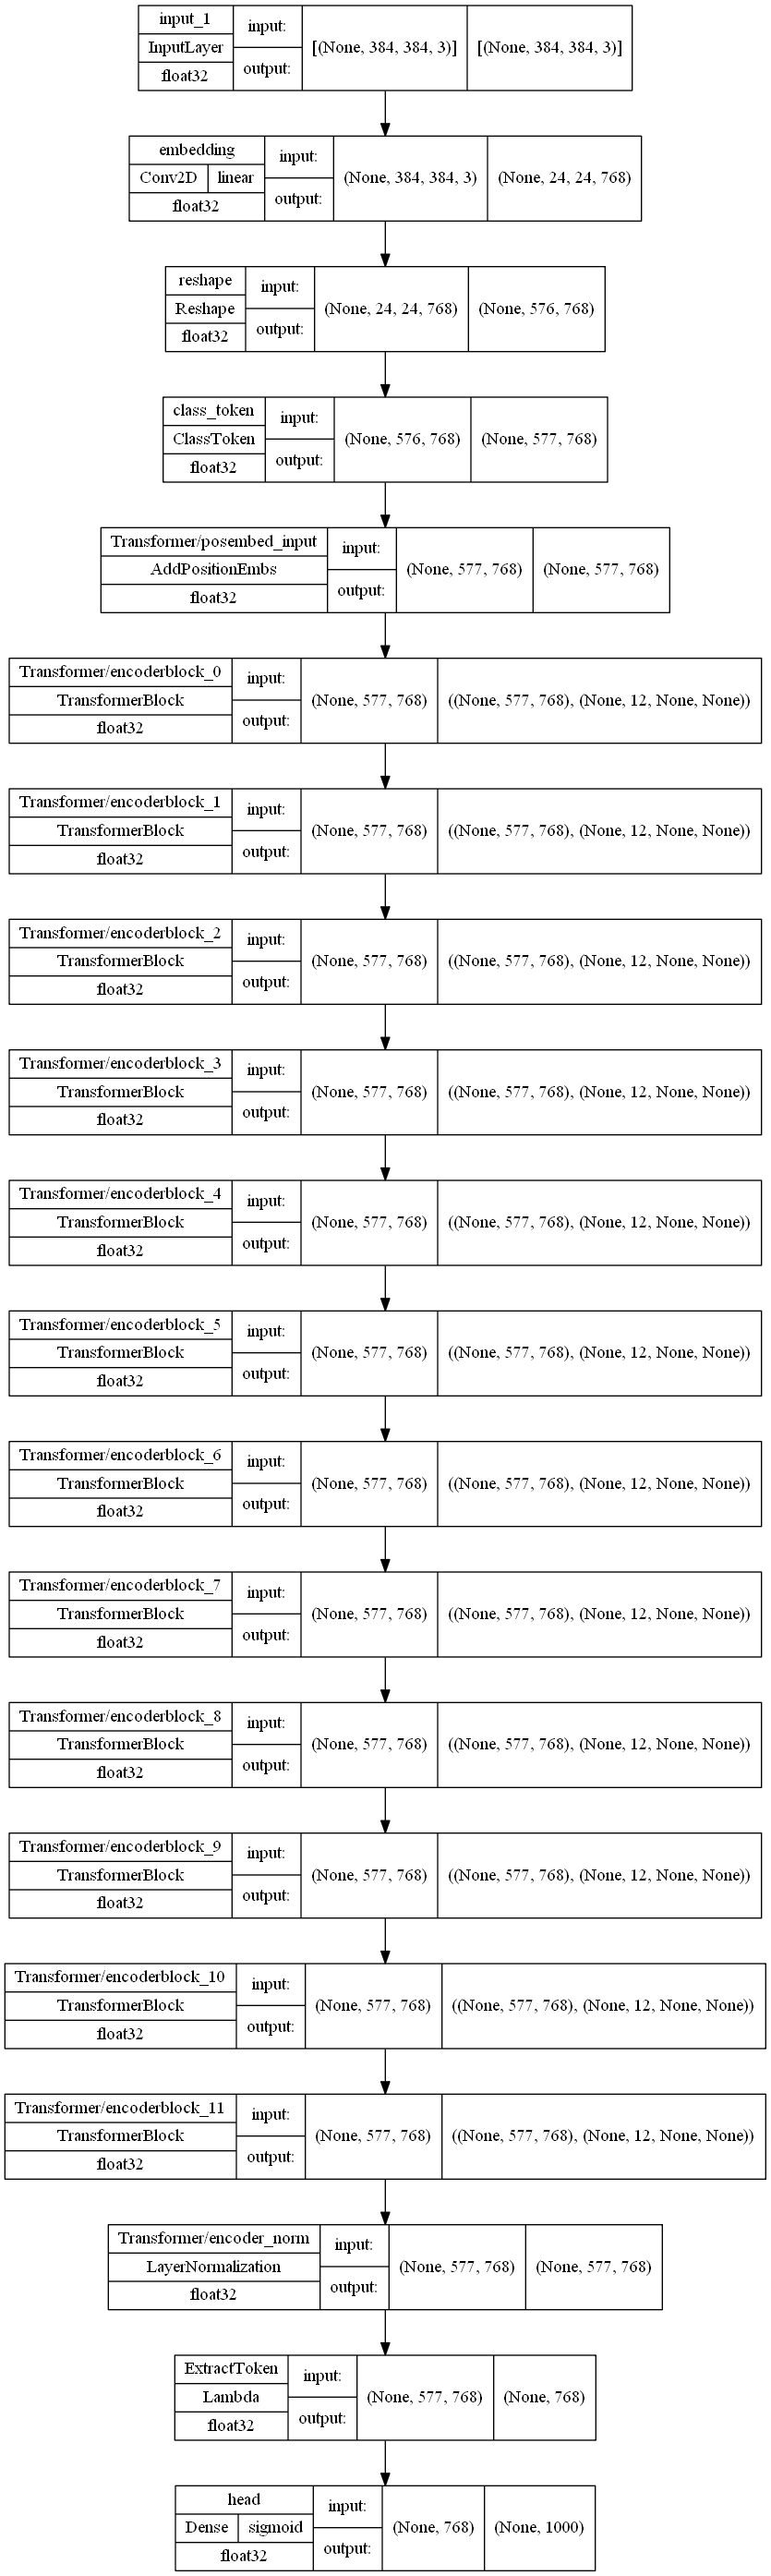 input_1
InputLayer
float32
input:
output:
[(None, 384, 384, 3)]
[(None, 384, 384, 3)]
embedding
Conv2D
linear
float32
input:
output:
(None, 384, 384, 3)
(None, 24, 24, 768)
reshape
Reshape
float32
input:
output:
(None, 24, 24, 768)
(None, 576, 768)
class_token
ClassToken
float32
input:
output:
(None, 576, 768)
(None, 577, 768)
Transformer/posembed_input
AddPositionEmbs
float32
input:
output:
(None, 577, 768)
(None, 577, 768)
Transformer/encoderblock_0
TransformerBlock
float32
input:
output:
(None, 577, 768)
((None, 577, 768), (None, 12, None, None))
Transformer/encoderblock_1
TransformerBlock
float32
input:
output:
(None, 577, 768)
((None, 577, 768), (None, 12, None, None))
Transformer/encoderblock_2
TransformerBlock
float32
input:
output:
(None, 577, 768)
((None, 577, 768), (None, 12, None, None))
Transformer/encoderblock_3
TransformerBlock
float32
input:
output:
(None, 577, 768)
((None, 577, 768), (None, 12, None, None))
Transformer/encoderblock_4
TransformerBlock
float32
input:
output:
(None, 577, 768)
((None, 577, 768), (None, 12, None, None))
Transformer/encoderblock_5
TransformerBlock
float32
input:
output:
(None, 577, 768)
((None, 577, 768), (None, 12, None, None))
Transformer/encoderblock_6
TransformerBlock
float32
input:
output:
(None, 577, 768)
((None, 577, 768), (None, 12, None, None))
Transformer/encoderblock_7
TransformerBlock
float32
input:
output:
(None, 577, 768)
((None, 577, 768), (None, 12, None, None))
Transformer/encoderblock_8
TransformerBlock
float32
input:
output:
(None, 577, 768)
((None, 577, 768), (None, 12, None, None))
Transformer/encoderblock_9
TransformerBlock
float32
input:
output:
(None, 577, 768)
((None, 577, 768), (None, 12, None, None))
Transformer/encoderblock_10
TransformerBlock
float32
input:
output:
(None, 577, 768)
((None, 577, 768), (None, 12, None, None))
Transformer/encoderblock_11
TransformerBlock
float32
input:
output:
(None, 577, 768)
((None, 577, 768), (None, 12, None, None))
Transformer/encoder_norm
LayerNormalization
float32
input:
output:
(None, 577, 768)
(None, 577, 768)
ExtractToken
Lambda
float32
input:
output:
(None, 577, 768)
(None, 768)
head
Dense
sigmoid
float32
input:
output:
(None, 768)
(None, 1000)